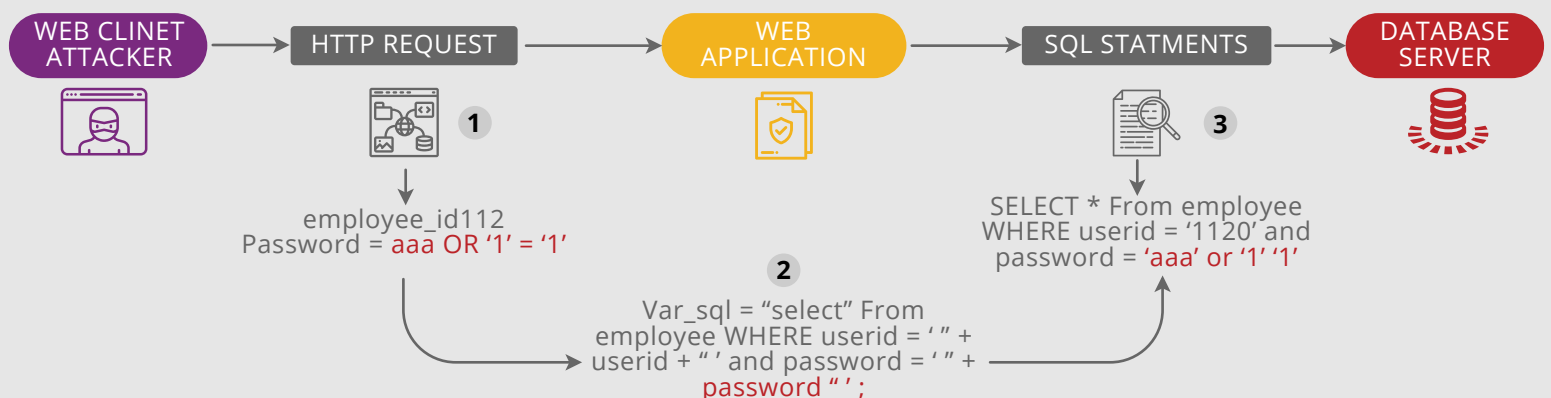 WEB CLINET
ATTACKER
HTTP REQUEST
WEB
APPLICATION
SQL STATMENTS
DATABASE
SERVER
1
3
employee_id112
Password = aaa OR ‘1’ = ‘1’
SELECT * From employee
WHERE userid = ‘1120’ and
password = ‘aaa’ or ‘1’ ‘1’
2
Var_sql = “select” From
employee WHERE userid = ‘ ” +
userid + “ ’ and password = ‘ ” +
password “ ’ ;